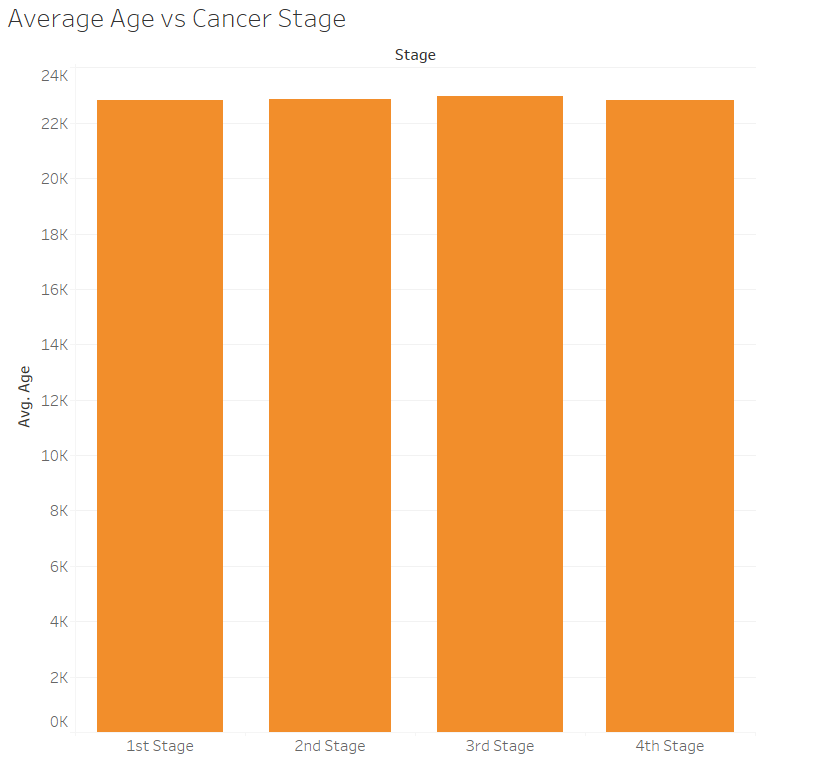 Average Age vs Cancer Stage
Stage
24K
22K
20K
18K
16K
14K
12K
10K
8K
6K
4K
2K
0K
Avg. Age
1st Stage 2nd Stage 3rd Stage 4th Stage